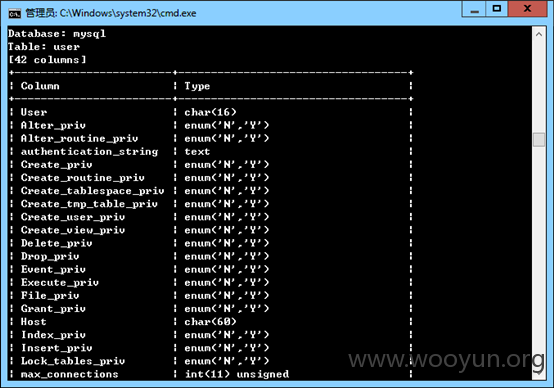 管理员: C:\Windows\system32\cmd.exe
Database: mysql
Table: user
[42 columns]
+-----------------------+-------------------------------+
| Column | Type |
+-----------------------+-------------------------------+
| User | char(16) |
| Alter_priv | enum('N','Y') |
| Alter_routine_priv | enum('N','Y') |
| authentication_string | text |
| Create_priv | enum('N','Y') |
| Create_routine_priv | enum('N','Y') |
| Create_tablespace_priv | enum('N','Y') |
| Create_tmp_table_priv | enum('N','Y') |
| Create_user_priv | enum('N','Y') |
| Create_view_priv | enum('N','Y') |
| Delete_priv | enum('N','Y') |
| Drop_priv | enum('N','Y') |
| Event_priv | enum('N','Y') |
| Execute_priv | enum('N','Y') |
| File_priv | enum('N','Y') |
| Grant_priv | enum('N','Y') |
| Host | char(60) |
| Index_priv | enum('N','Y') |
| Insert_priv | enum('N','Y') |
| Lock_tables_priv | enum('N','Y') |
| max_connections | int(11) unsigned |
www.wooyun.org